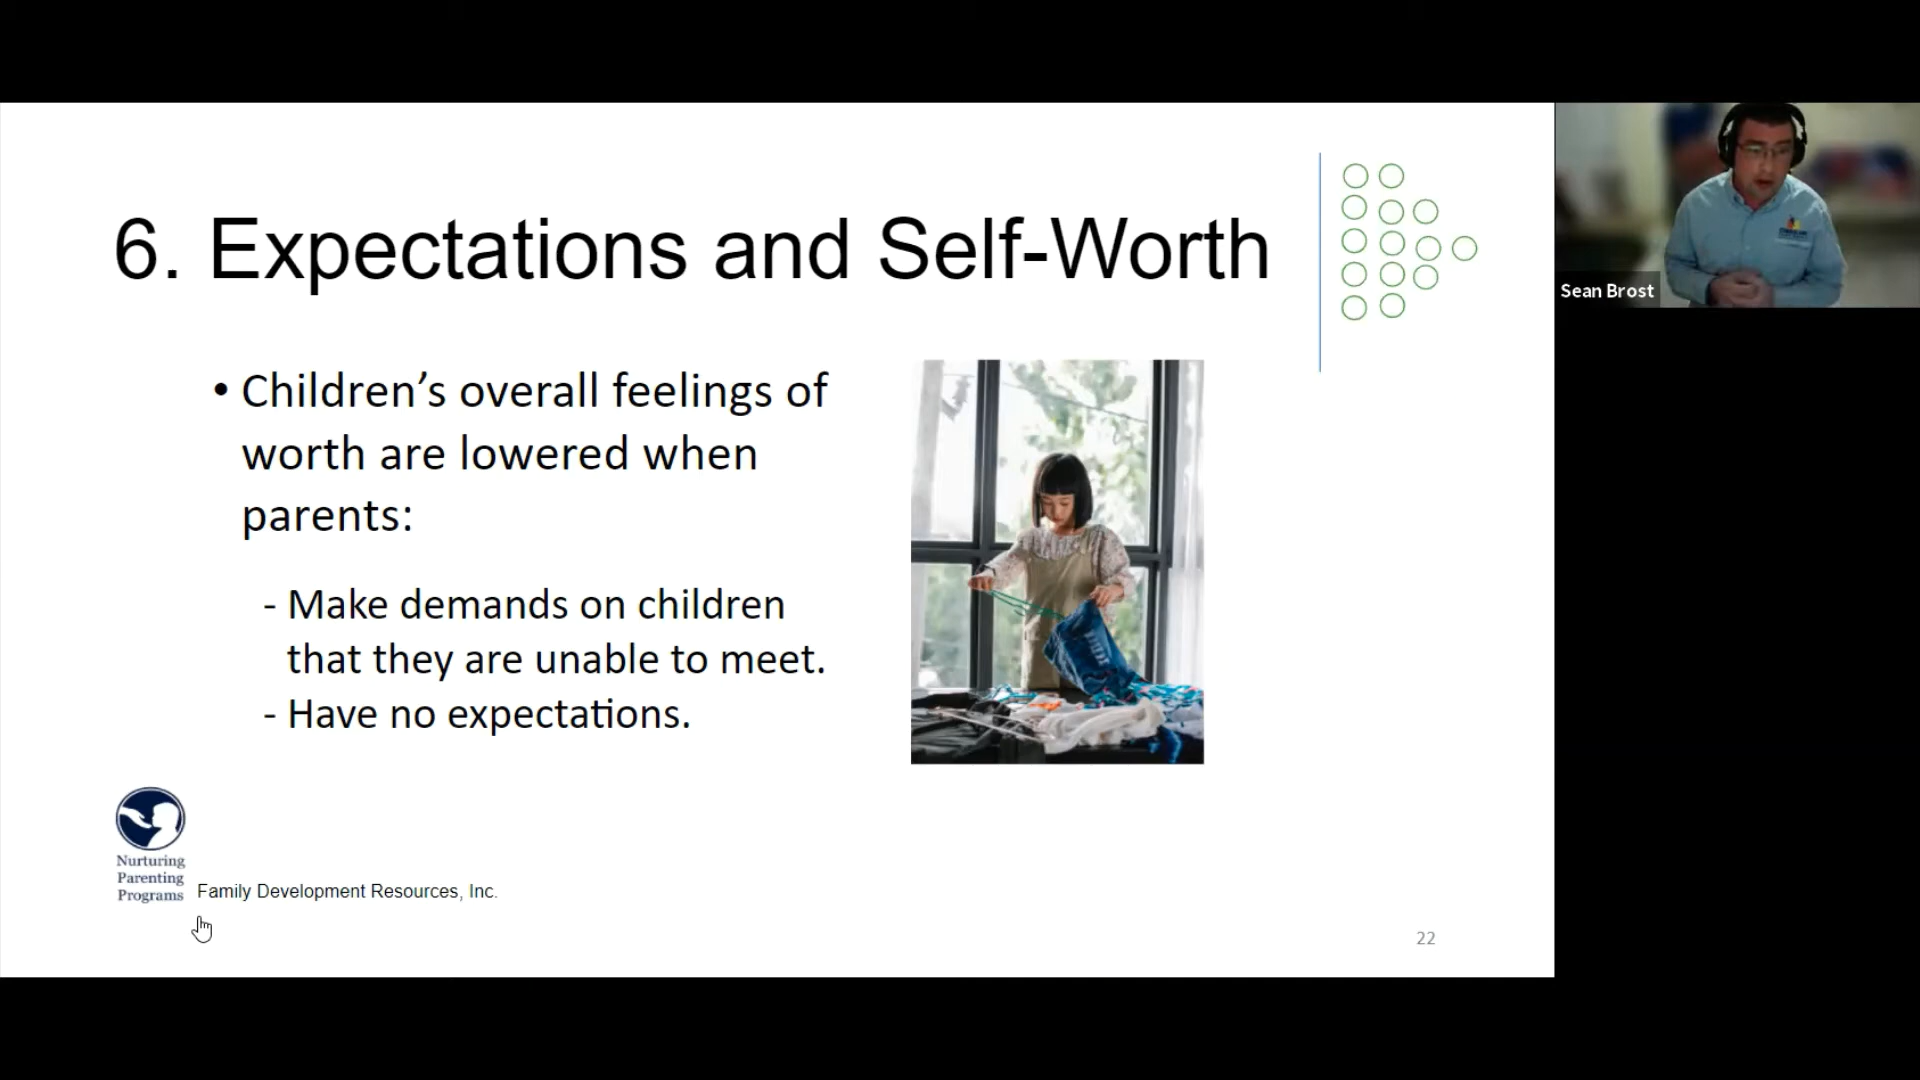 6. Expectations and Self-Worth
• Children’s overall feelings of
worth are lowered when
parents:
- Make demands on children
that they are unable to meet.
- Have no expectations.
Nurturing
Parenting
Programs
Family Development Resources, Inc.
22
Sean Brost